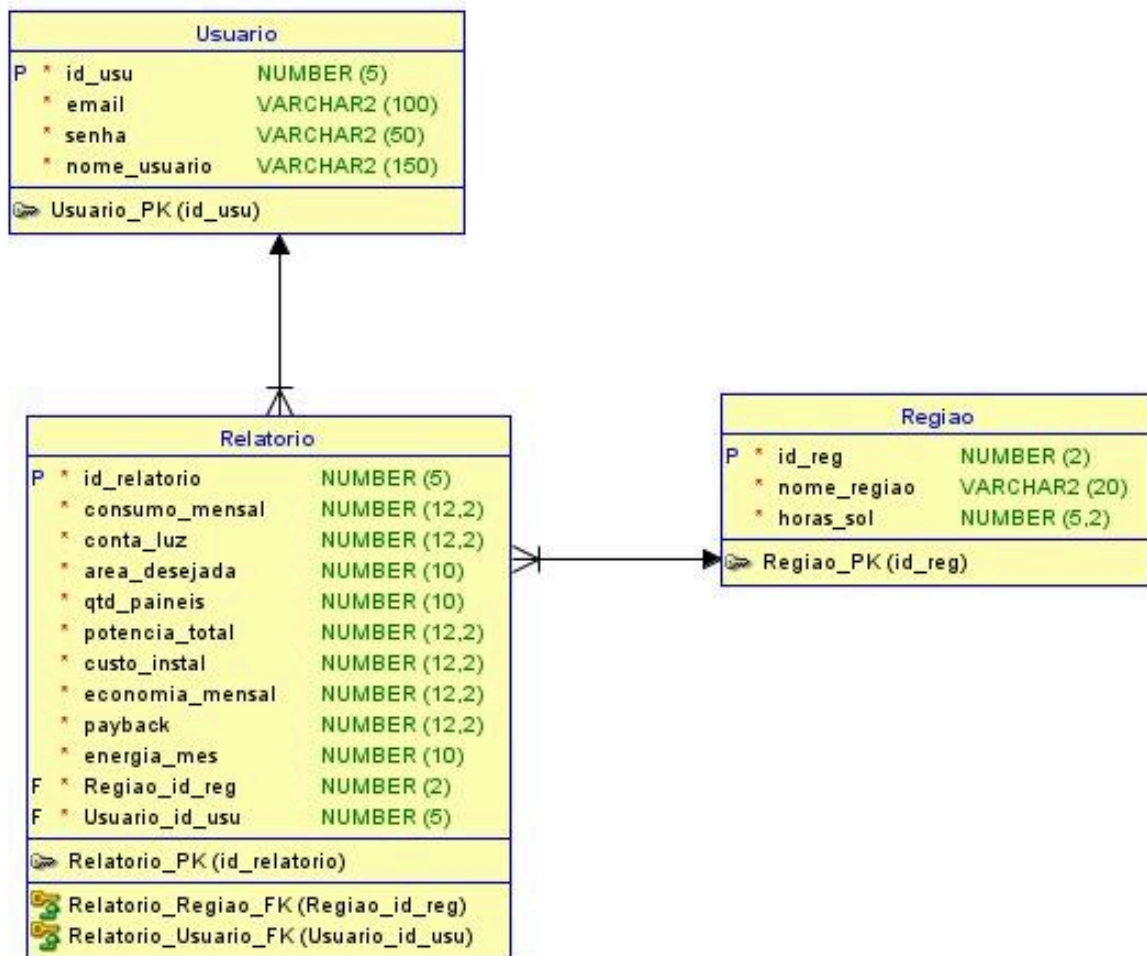 Usuario
P * id_usu NUMBER (5)
* email VARCHAR2 (100)
* senha VARCHAR2 (50)
* nome_usuario VARCHAR2 (150)
Usuario_PK (id_usu)
Relatorio
P * id_relatorio NUMBER (5)
* consumo_mensal NUMBER (12,2)
* conta_luz NUMBER (12,2)
* area_desejada NUMBER (10)
* qtd_paineis NUMBER (10)
* potencia_total NUMBER (12,2)
* custo_instal NUMBER (12,2)
* economia_mensal NUMBER (12,2)
* payback NUMBER (12,2)
* energia_mes NUMBER (10)
F * Regiao_id_reg NUMBER (2)
F * Usuario_id_usu NUMBER (5)
Relatorio_PK (id_relatorio)
Relatorio_Regiao_FK (Regiao_id_reg)
Relatorio_Usuario_FK (Usuario_id_usu)
Regiao
P * id_reg NUMBER (2)
* nome_regiao VARCHAR2 (20)
* horas_sol NUMBER (5,2)
Regiao_PK (id_reg)